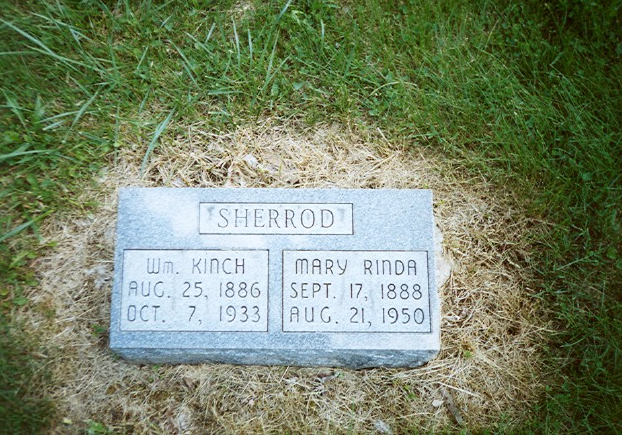 SHERROD
Wm. KINCH
AUG. 25, 1886
OCT. 7, 1933
MARY RINDA
SEPT. 17, 1888
AUG. 21, 1950